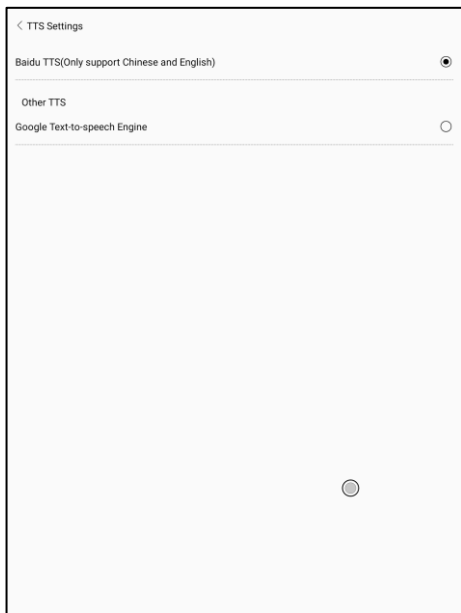 TTS Settings
Baidu TTS(Only support Chinese and English)
Other TTS
Google Text-to-speech Engine